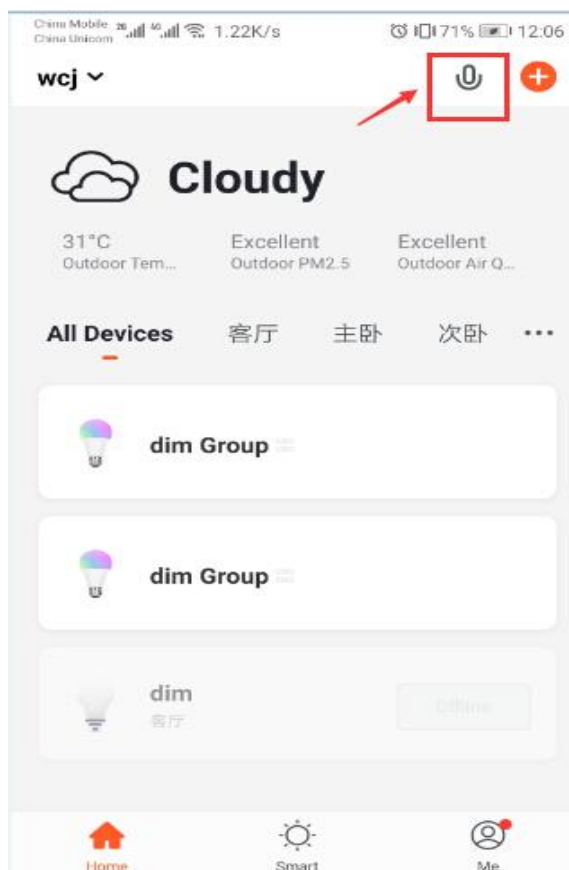 China Mobile 2G 4G 1.22K/s 71% 12:06
China Unicom
wcj
Cloudy
31°C Excellent Excellent
Outdoor Tem... Outdoor PM2.5 Outdoor Air Q...
All Devices 客厅 主卧 次卧 •••
dim Group
dim Group
dim
客厅 Offline
Home Smart Me